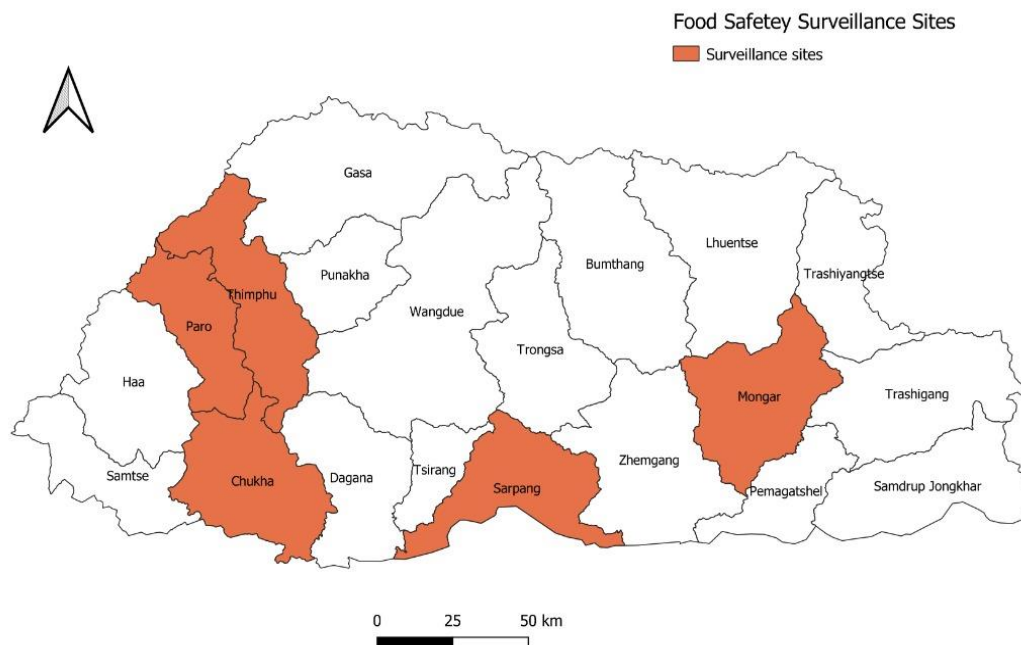 Food Safetey Surveillance Sites
Surveillance sites
Gasa
Lhuentse
Bumthang
Trashiyangtse
Punakha
Thimphu
Wangdue
Paro
Trongsa
Haa
Mongar
Trashigang
Zhemgang
Tsirang
Samtse
Chukha
Dagana
Sarpang
Pemagatshel
Samdrup Jongkhar
0 25 50 km